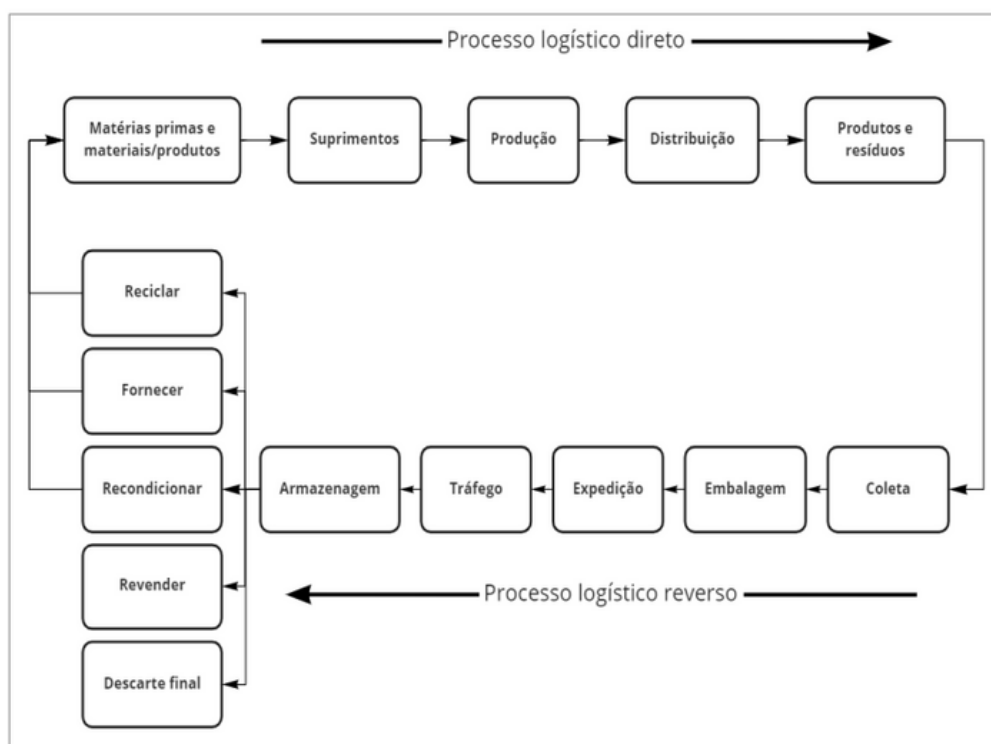 Processo logístico direto
Matérias primas e
materiais/produtos
Suprimentos
Produção
Distribuição
Produtos e
resíduos
Reciclar
Fornecer
Recondicionar
Armazenagem
Tráfego
Expedição
Embalagem
Coleta
Revender
Processo logístico reverso
Descarte final